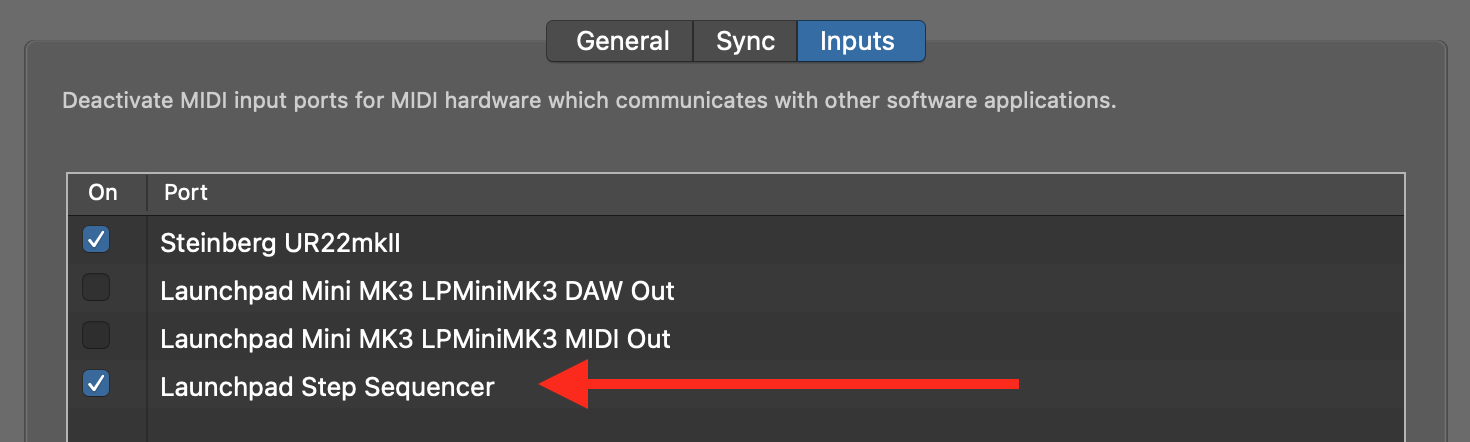 General Sync Inputs
Deactivate MIDI input ports for MIDI hardware which communicates with other software applications.
On Port
Steinberg UR22mkII
Launchpad Mini MK3 LPMiniMK3 DAW Out
Launchpad Mini MK3 LPMiniMK3 MIDI Out
Launchpad Step Sequencer